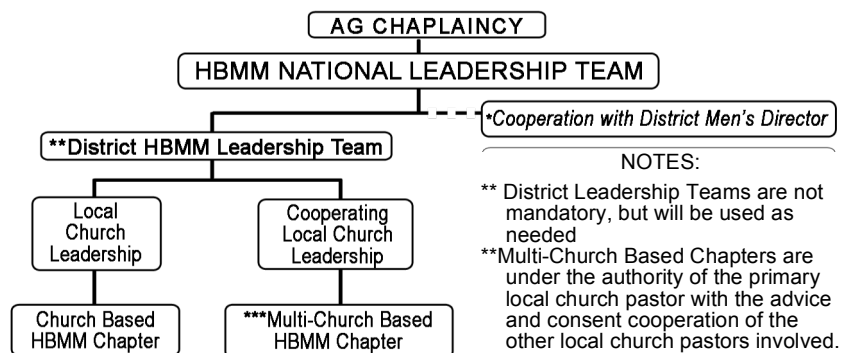 AG CHAPLAINCY
HBMM NATIONAL LEADERSHIP TEAM
*Cooperation with District Men's Director
**District HBMM Leadership Team
Local
Church
Leadership
Cooperating
Local Church
Leadership
Church Based
HBMM Chapter
***Multi-Church Based
HBMM Chapter
NOTES:
** District Leadership Teams are not
mandatory, but will be used as
needed
**Multi-Church Based Chapters are
under the authority of the primary
local church pastor with the advice
and consent cooperation of the
other local church pastors involved.